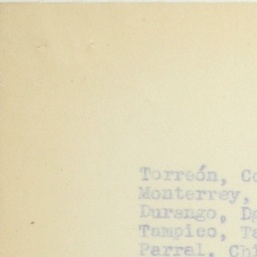 Torreón, Co
Monterrey,
Durango, Dg
Tampico, Ta
Parral, Chi